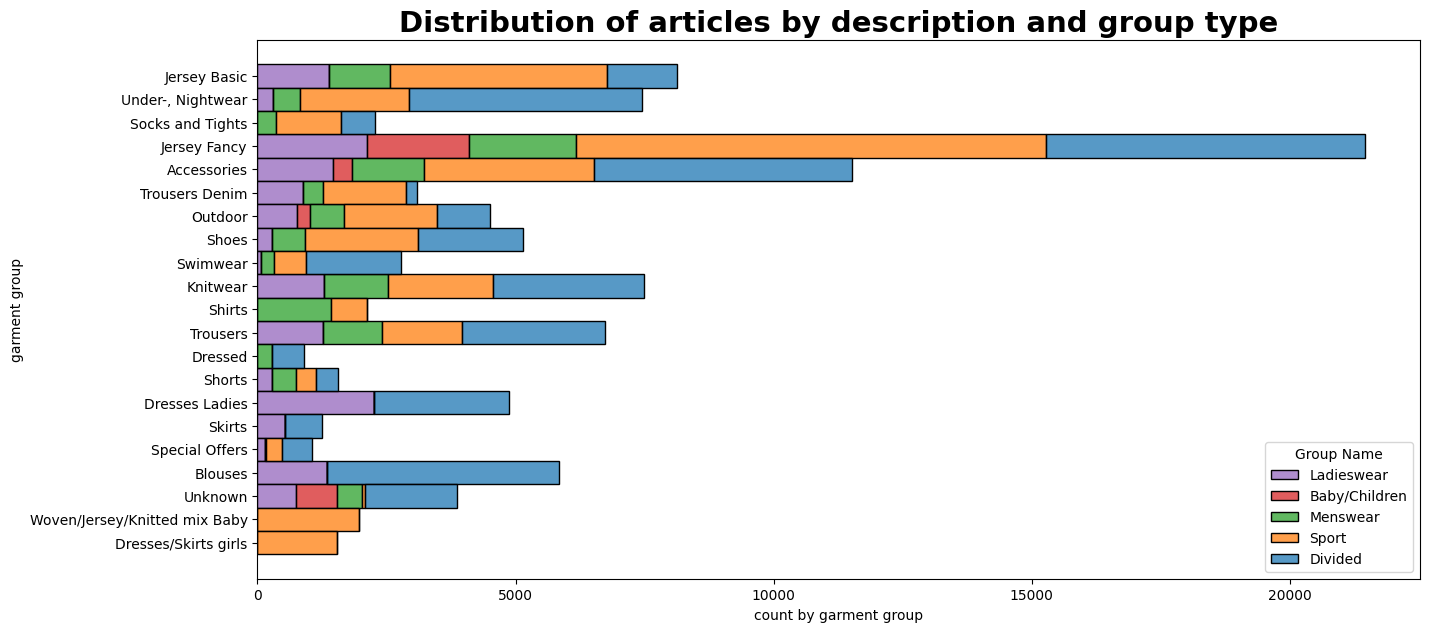 Distribution of articles by description and group type
garment group
Jersey Basic
Under-, Nightwear
Socks and Tights
Jersey Fancy
Accessories
Trousers Denim
Outdoor
Shoes
Swimwear
Knitwear
Shirts
Trousers
Dressed
Shorts
Dresses Ladies
Skirts
Special Offers
Blouses
Unknown
Woven/Jersey/Knitted mix Baby
Dresses/Skirts girls
Group Name
Ladieswear
Baby/Children
Menswear
Sport
Divided
0 5000 10000 15000 20000
count by garment group